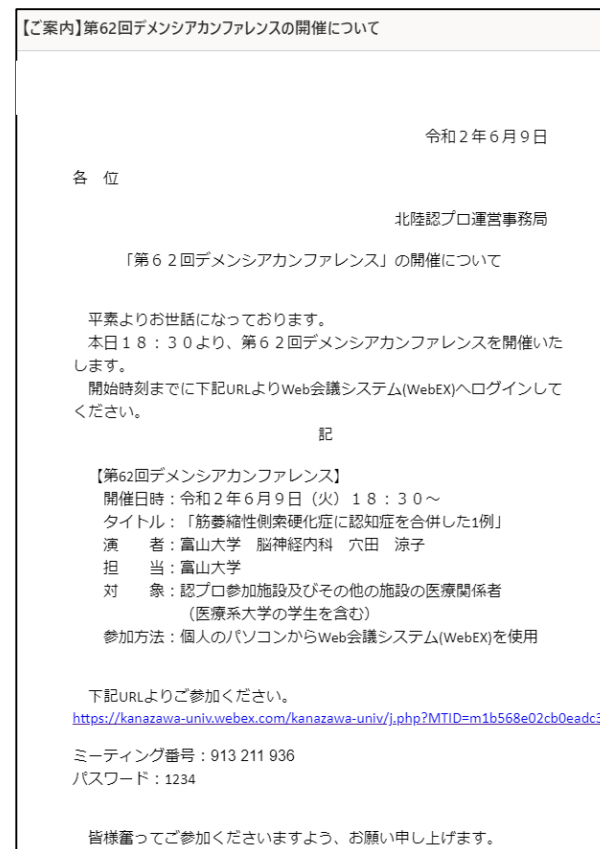 【ご案内】第62回デメンシアカンファレンスの開催について
令和２年６月９日
各　位
北陸認プロ運営事務局
「第６２回デメンシアカンファレンス」の開催について
平素よりお世話になっております。
本日１８：３０より、第６２回デメンシアカンファレンスを開催いた
します。
開始時刻までに下記URLよりWeb会議システム(WebEX)へログインして
ください。
記
【第62回デメンシアカンファレンス】
開催日時：令和２年６月９日（火）１８：３０～
タイトル：「筋萎縮性側索硬化症に認知症を合併した1例」
演　　者：富山大学　脳神経内科　穴田　涼子
担　　当：富山大学
対　　象：認プロ参加施設及びその他の施設の医療関係者
（医療系大学の学生を含む）
参加方法：個人のパソコンからWeb会議システム(WebEX)を使用
下記URLよりご参加ください。
https://kanazawa-univ.webex.com/kanazawa-univ/j.php?MTID=m1b568e02cb0eadc3
ミーティング番号：913 211 936
パスワード：1234
皆様奮ってご参加くださいますよう、お願い申し上げます。